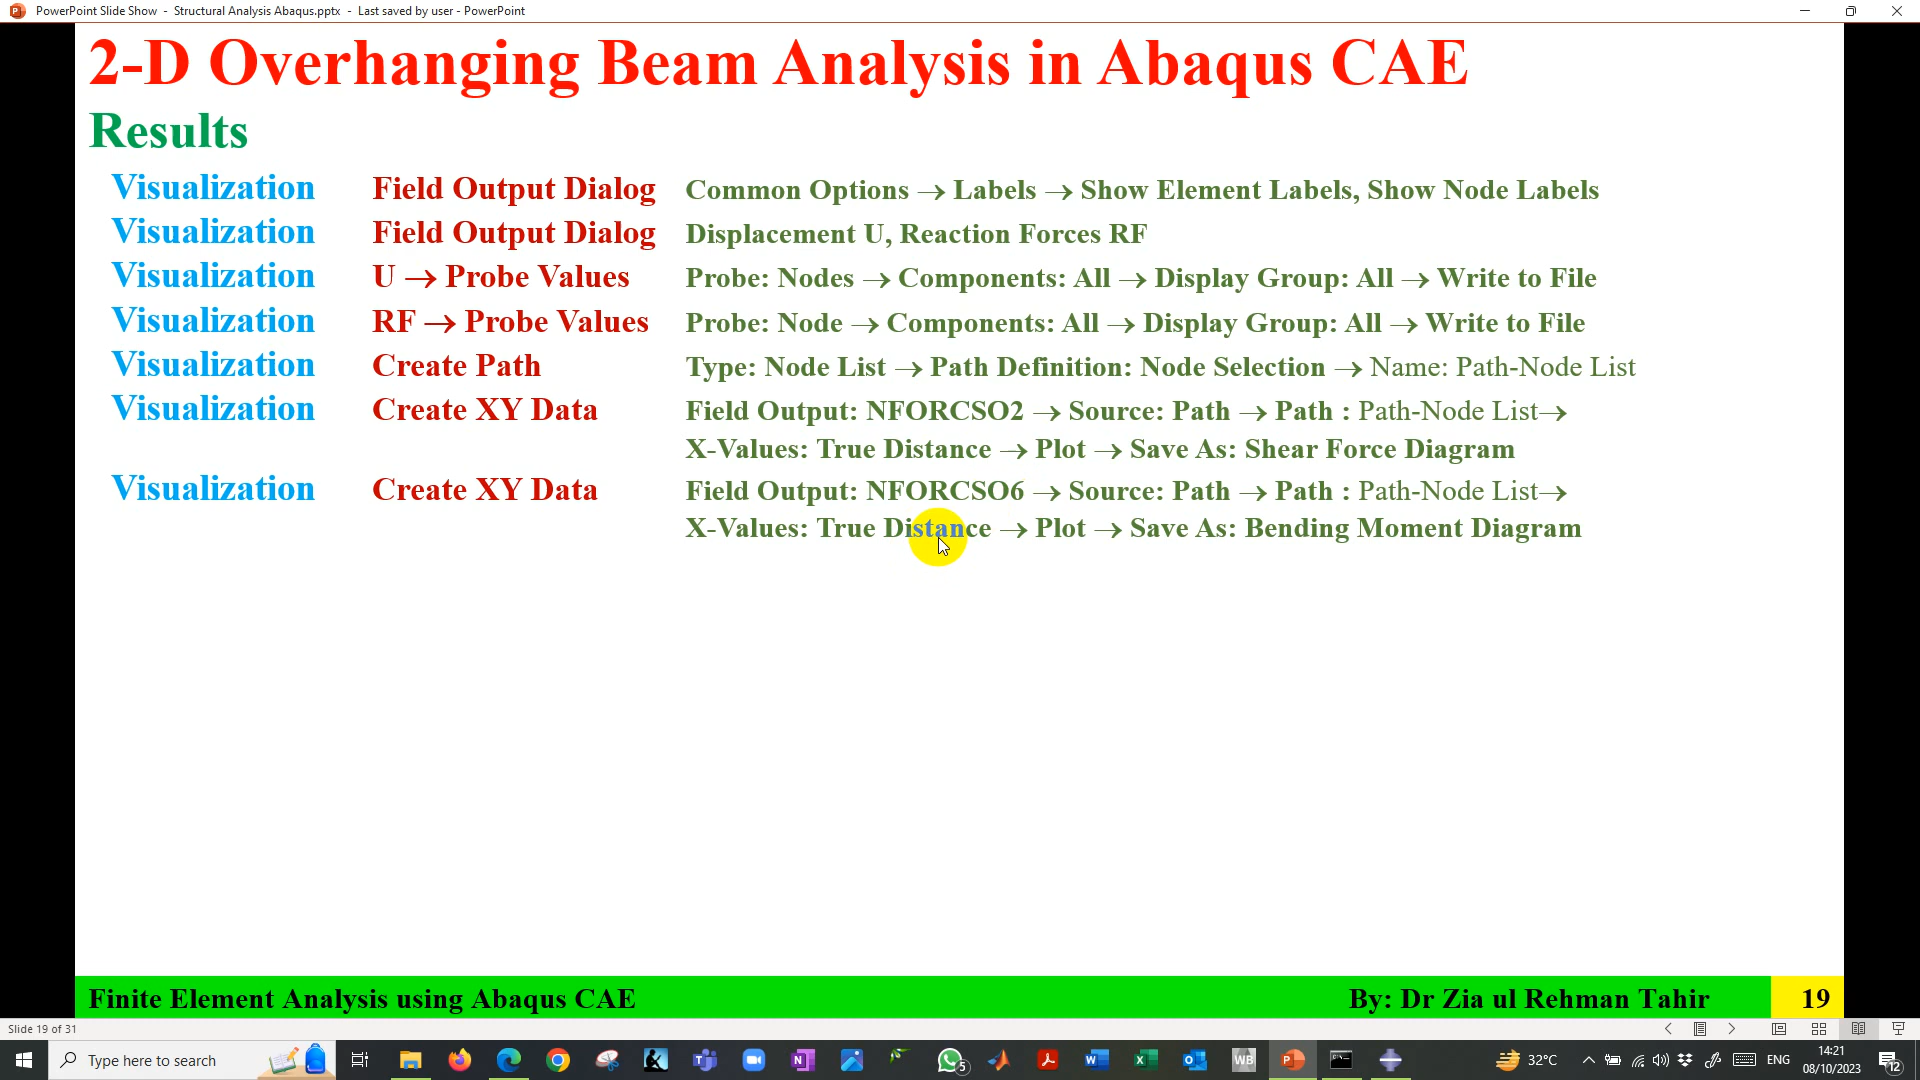 PowerPoint Slide Show - Structural Analysis Abaqus.pptx - Last saved by user - PowerPoint
2-D Overhanging Beam Analysis in Abaqus CAE
Results
Visualization Field Output Dialog Common Options → Labels → Show Element Labels, Show Node Labels
Visualization Field Output Dialog Displacement U, Reaction Forces RF
Visualization U → Probe Values Probe: Nodes → Components: All → Display Group: All → Write to File
Visualization RF → Probe Values Probe: Node → Components: All → Display Group: All → Write to File
Visualization Create Path Type: Node List → Path Definition: Node Selection → Name: Path-Node List
Visualization Create XY Data Field Output: NFORCSO2 → Source: Path → Path : Path-Node List→
X-Values: True Distance → Plot → Save As: Shear Force Diagram
Visualization Create XY Data Field Output: NFORCSO6 → Source: Path → Path : Path-Node List→
X-Values: True Distance → Plot → Save As: Bending Moment Diagram
Finite Element Analysis using Abaqus CAE By: Dr Zia ul Rehman Tahir 19
Slide 19 of 31
Type here to search 5 WB 32°C ENG 14:21
08/10/2023 12